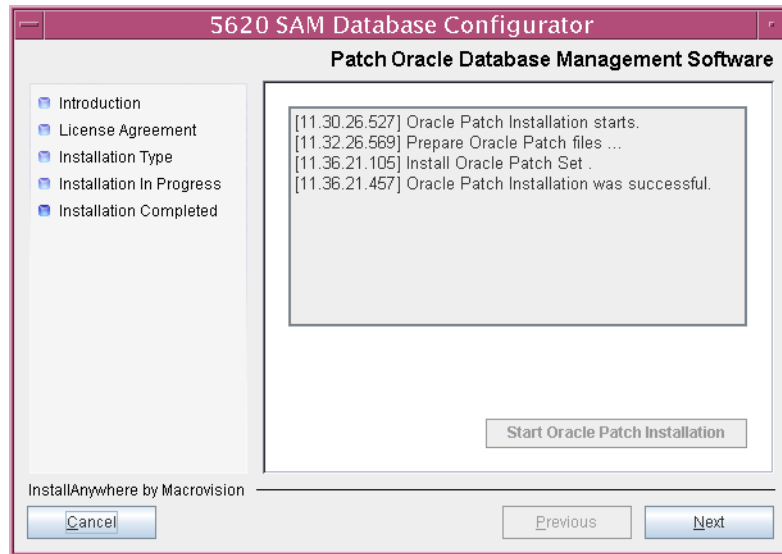 5620 SAM Database Configurator
Patch Oracle Database Management Software
Introduction
License Agreement
Installation Type
Installation In Progress
Installation Completed
[11.30.26.527] Oracle Patch Installation starts.
[11.32.26.569] Prepare Oracle Patch files ...
[11.36.21.105] Install Oracle Patch Set .
[11.36.21.457] Oracle Patch Installation was successful.
Start Oracle Patch Installation
InstallAnywhere by Macrovision
Cancel
Previous
Next